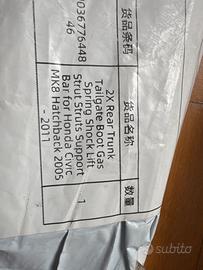 货品条码
货品名称
数量
036776448
46
2X Rear Trunk
Tailgate Boot Gas
Spring Shock Lift
Strut Struts Support
Bar for Honda Civic
MK8 Hatchback 2005
- 2011
1
subito